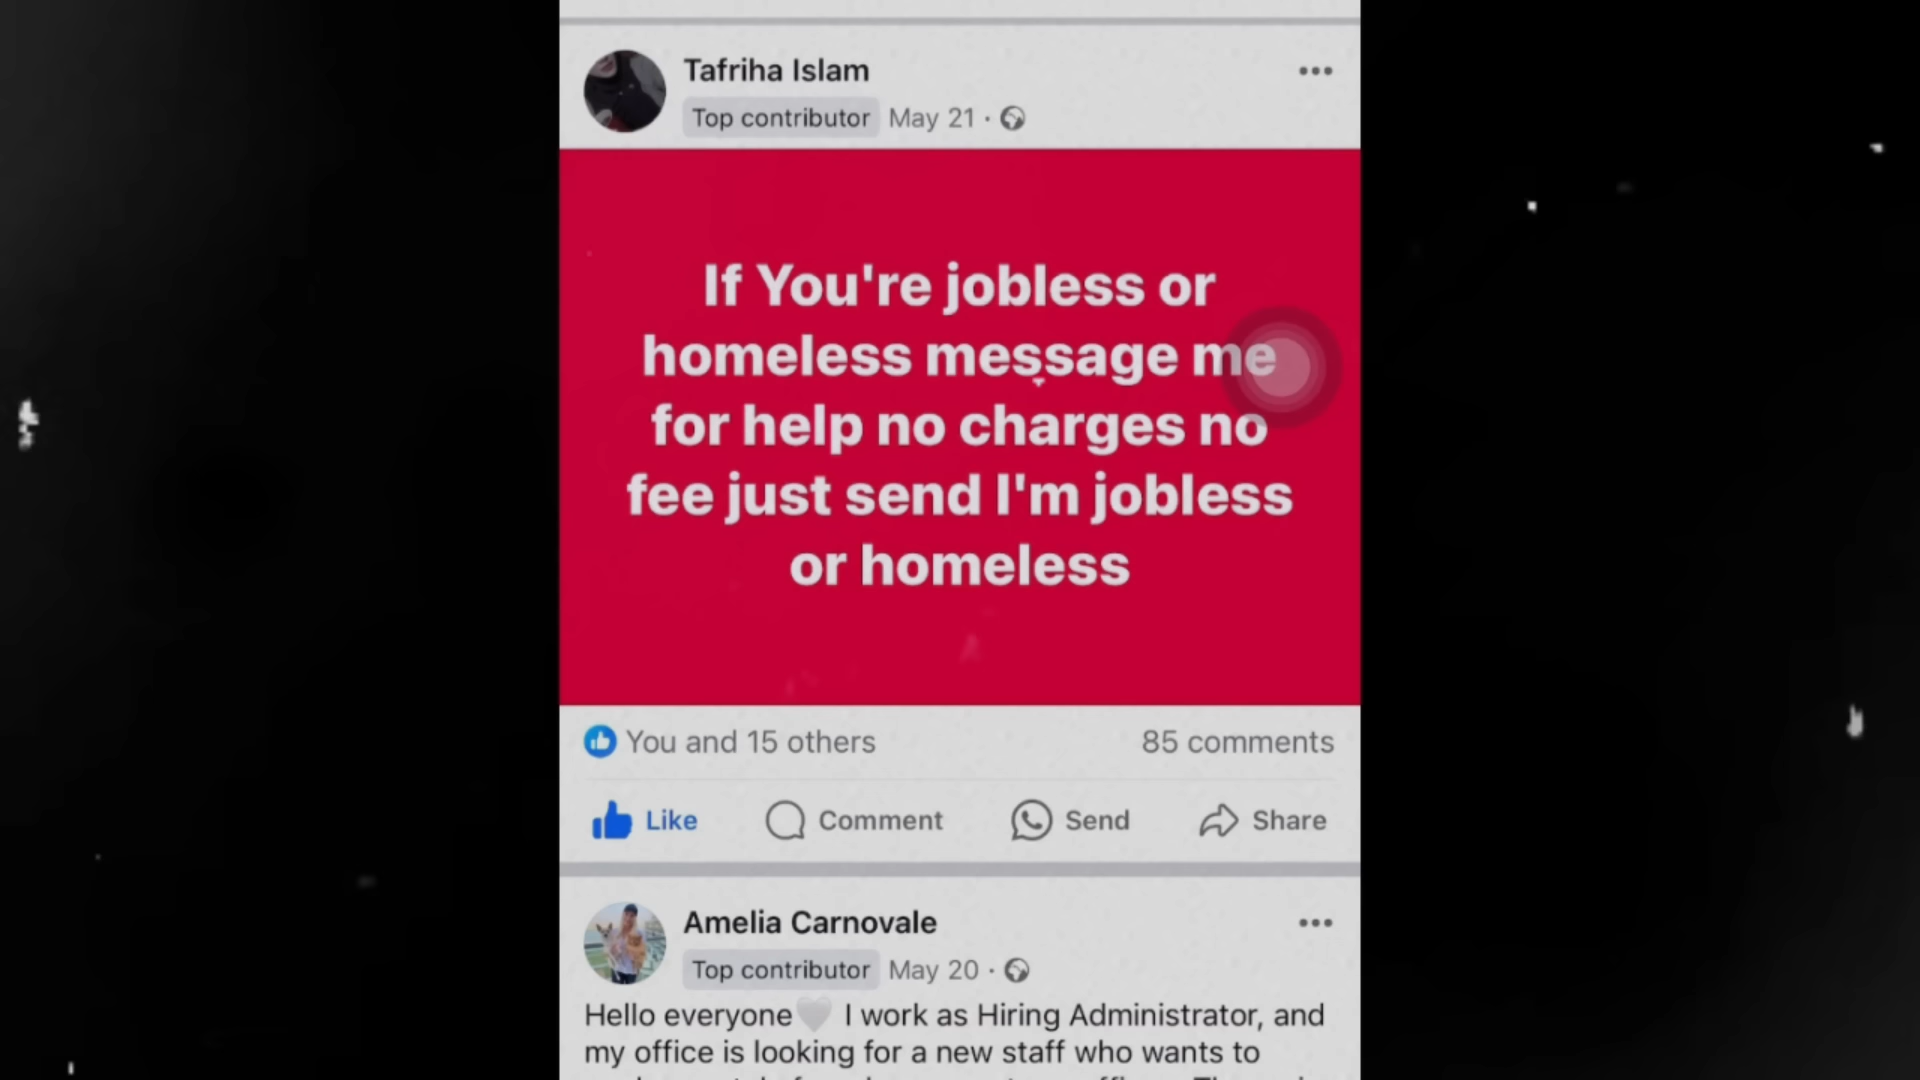 Tafriha Islam
Top contributor May 21 ·
If You're jobless or
homeless message me
for help no charges no
fee just send I'm jobless
or homeless
You and 15 others 85 comments
Like Comment Send Share
Amelia Carnovale
Top contributor May 20 ·
Hello everyone🤍 I work as Hiring Administrator, and
my office is looking for a new staff who wants to